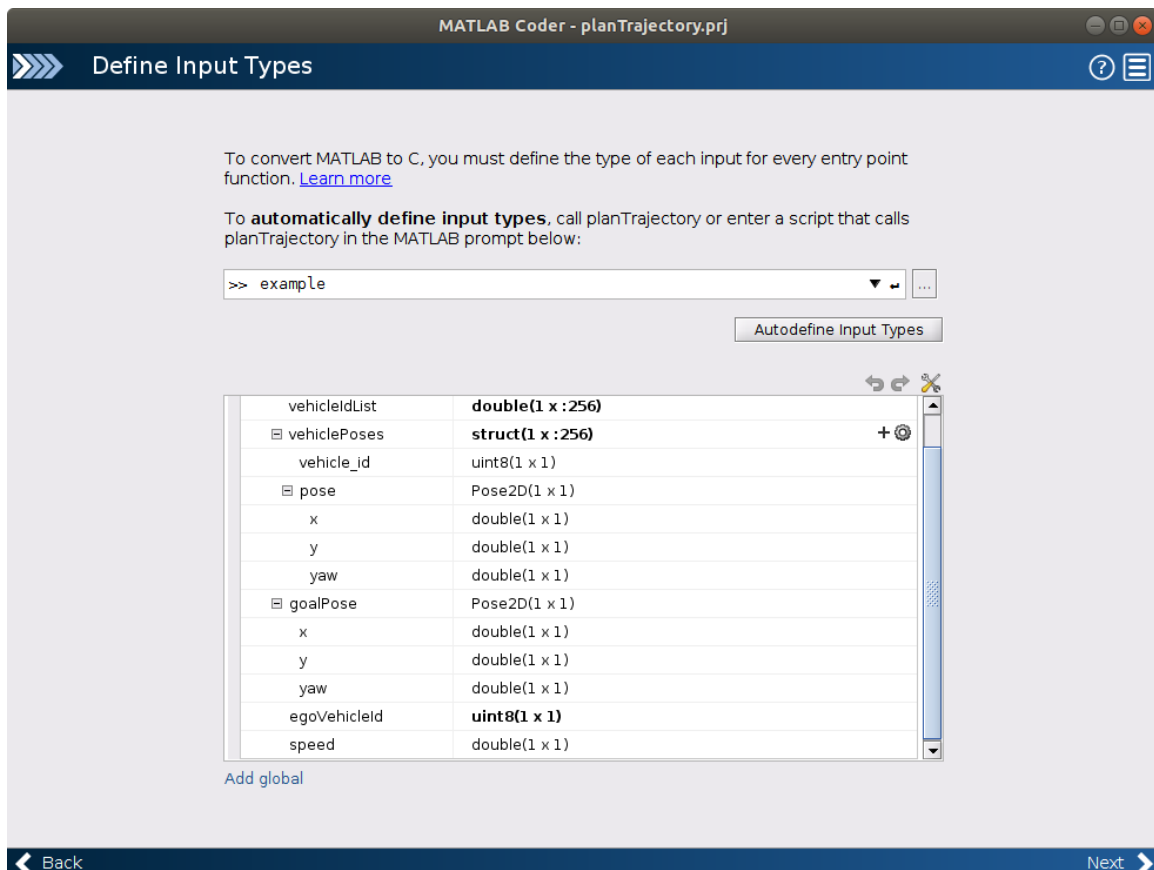 MATLAB Coder - planTrajectory.prj
Define Input Types
?
To convert MATLAB to C, you must define the type of each input for every entry point
function. Learn more
To automatically define input types, call planTrajectory or enter a script that calls
planTrajectory in the MATLAB prompt below:
>> example
...
Autodefine Input Types
vehicleIdList double(1 x :256)
vehiclePoses struct(1 x :256)
vehicle_id uint8(1 x 1)
pose Pose2D(1 x 1)
x double(1 x 1)
y double(1 x 1)
yaw double(1 x 1)
goalPose Pose2D(1 x 1)
x double(1 x 1)
y double(1 x 1)
yaw double(1 x 1)
egoVehicleId uint8(1 x 1)
speed double(1 x 1)
Add global
Back Next